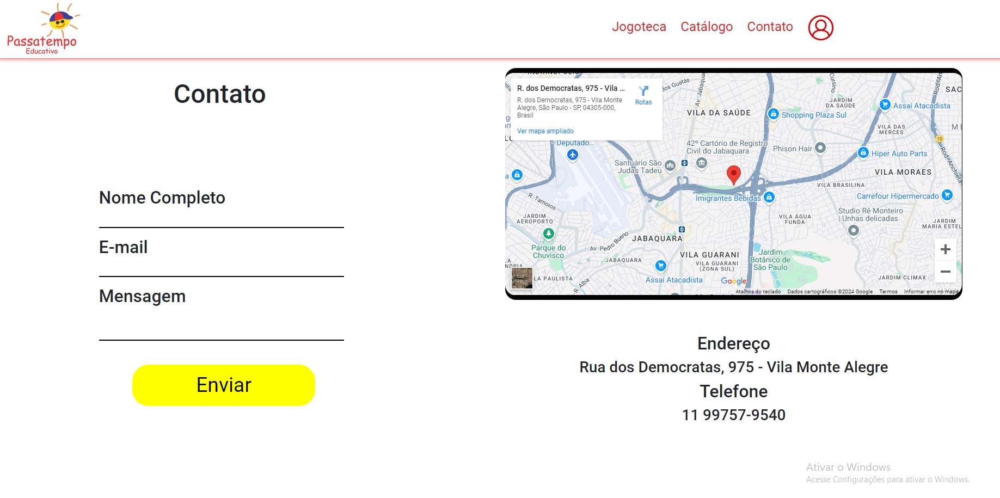 Passatempo
Educativo
Jogoteca Catálogo Contato
Contato
Nome Completo
E-mail
Mensagem
Enviar
R. dos Democratas, 975 - Vila ...
R. dos Democratas, 975 - Vila Monte
Alegre, São Paulo - SP, 04305-000,
Brasil
Ver mapa ampliado
Rotas
INDIANÓPOLIS
dos Guatás
Av. Jabaquara
Cursino
Rod. Anchieta
SAC
JARDIM
DA SAÚDE
Assaí Atacadista
VILA DA SAÚDE
Shopping Plaza Sul
VILA DAS
MERCES
10
Deputado...
42º Cartório de Registro
Civil do Jabaquara
Phison Hair
Hiper Auto Parts
Santuário São
Judas Tadeu
VILA MORAES
VILA BRASILINA
Imigrantes Bebidas
Carrefour Hipermercado
R. Tamoios
Studio Rê Monteiro
| Unhas delicadas
JARDIM
AEROPORTO
VILA ÁGUA
FUNDA
JARDIM
MARIA ESTEL
Av. Pedro Bueno
JABAQUARA
Parque do
Chuvisco
VILA GUARANI
JABAQUARA
VILA GUARANI
(ZONA SUL)
Jardim
Botânico de
São Paulo
LA PAULISTA
R. Alba
Assaí Atacadista
Google
JARDIM CLIMAX
Atalhos do teclado Dados cartográficos ©2024 Google Termos Informar erro no mapa
Endereço
Rua dos Democratas, 975 - Vila Monte Alegre
Telefone
11 99757-9540
Ativar o Windows
Acesse Configurações para ativar o Windows.